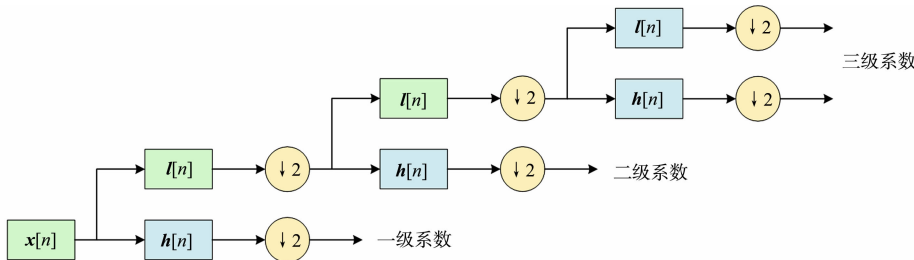 l[n] ↓2
三级系数
l[n] ↓2 h[n] ↓2
l[n] ↓2 h[n] ↓2 二级系数
x[n] h[n] ↓2 一级系数